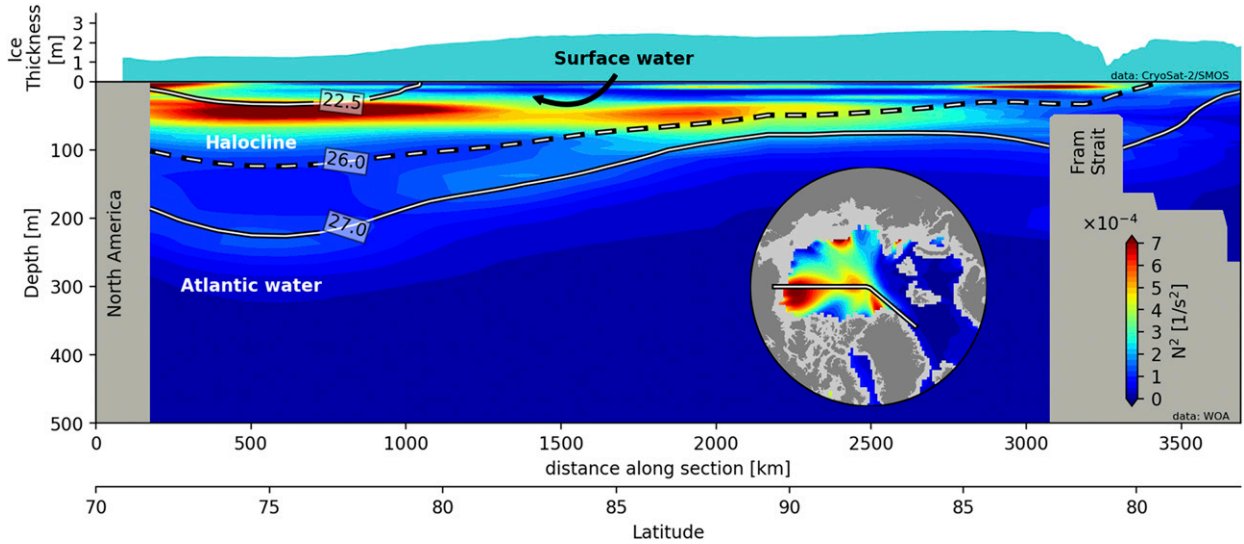 Ice
Thickness
[m]
3
2
1
0
Surface water
data: CryoSat-2/SMOS
22.5
Halocline
26.0
27.0
Atlantic water
North America
Fram
Strait
Depth [m]
0
100
200
300
400
500
×10⁻⁴
7
6
5
4
3
2
1
0
N² [1/s²]
data: WOA
0 500 1000 1500 2000 2500 3000 3500
distance along section [km]
70 75 80 85 90 85 80
Latitude